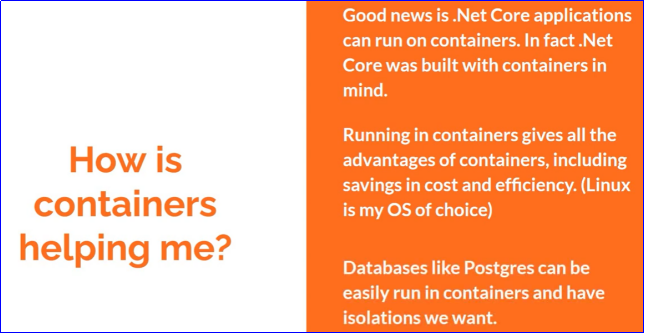 How is
containers
helping me?
Good news is .Net Core applications
can run on containers. In fact .Net
Core was built with containers in
mind.
Running in containers gives all the
advantages of containers, including
savings in cost and efficiency. (Linux
is my OS of choice)
Databases like Postgres can be
easily run in containers and have
isolations we want.